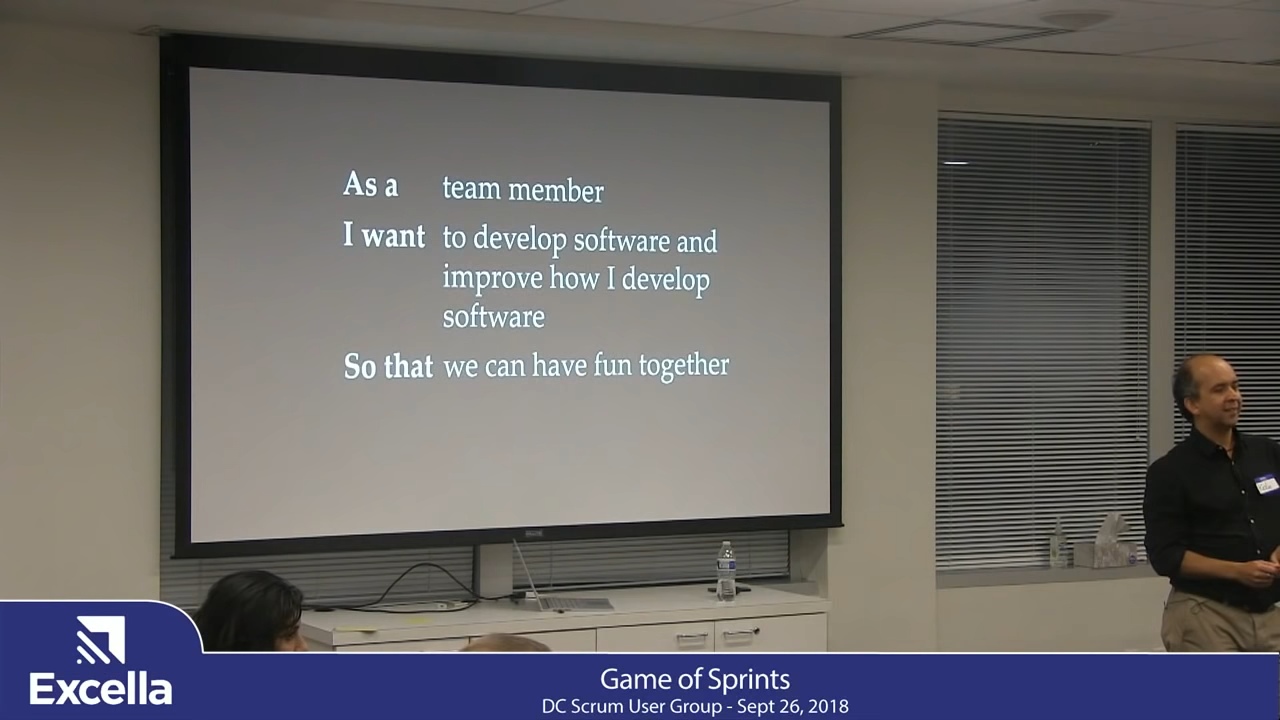 As a team member
I want to develop software and
improve how I develop
software
So that we can have fun together
Excella
Game of Sprints
DC Scrum User Group - Sept 26, 2018